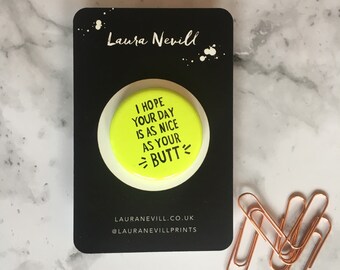 Laura Nevill
I HOPE
YOUR DAY
IS AS NICE
AS YOUR
BUTT
LAURANEVILL.CO.UK
@LAURANEVILLPRINTS